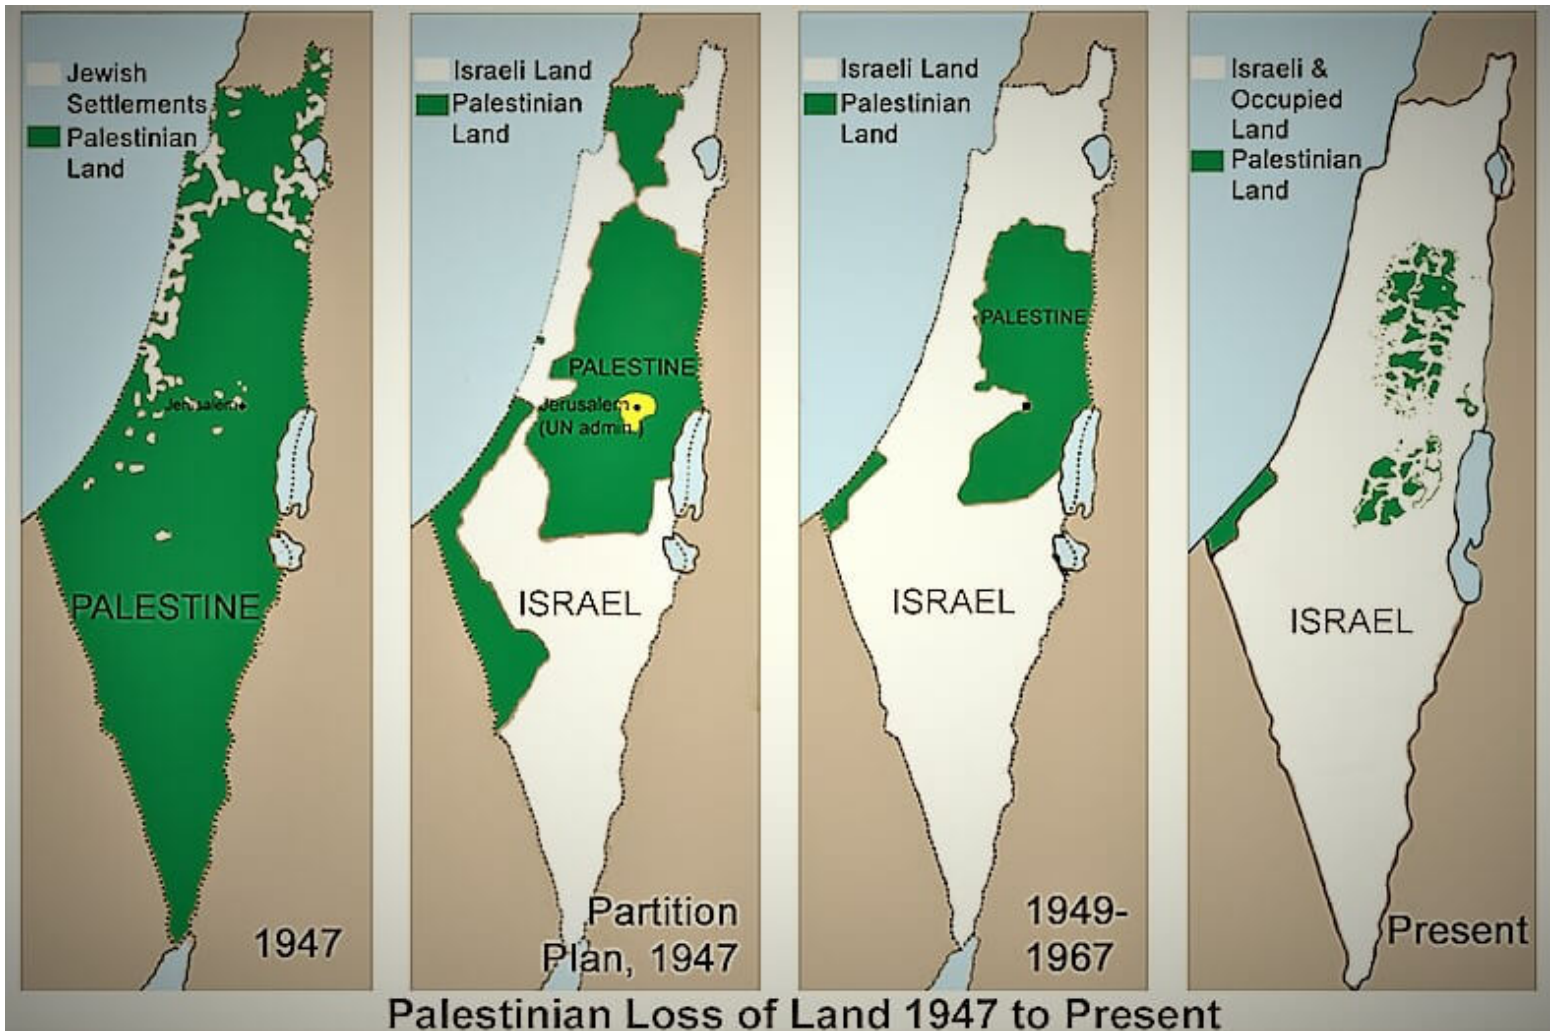 Jewish
Settlements
Palestinian
Land
Jerusalem
PALESTINE
1947
Israeli Land
Palestinian
Land
PALESTINE
Jerusalem
(UN admin.)
ISRAEL
Partition
Plan, 1947
Israeli Land
Palestinian
Land
PALESTINE
ISRAEL
1949-
1967
Israeli &
Occupied
Land
Palestinian
Land
ISRAEL
Present
Palestinian Loss of Land 1947 to Present